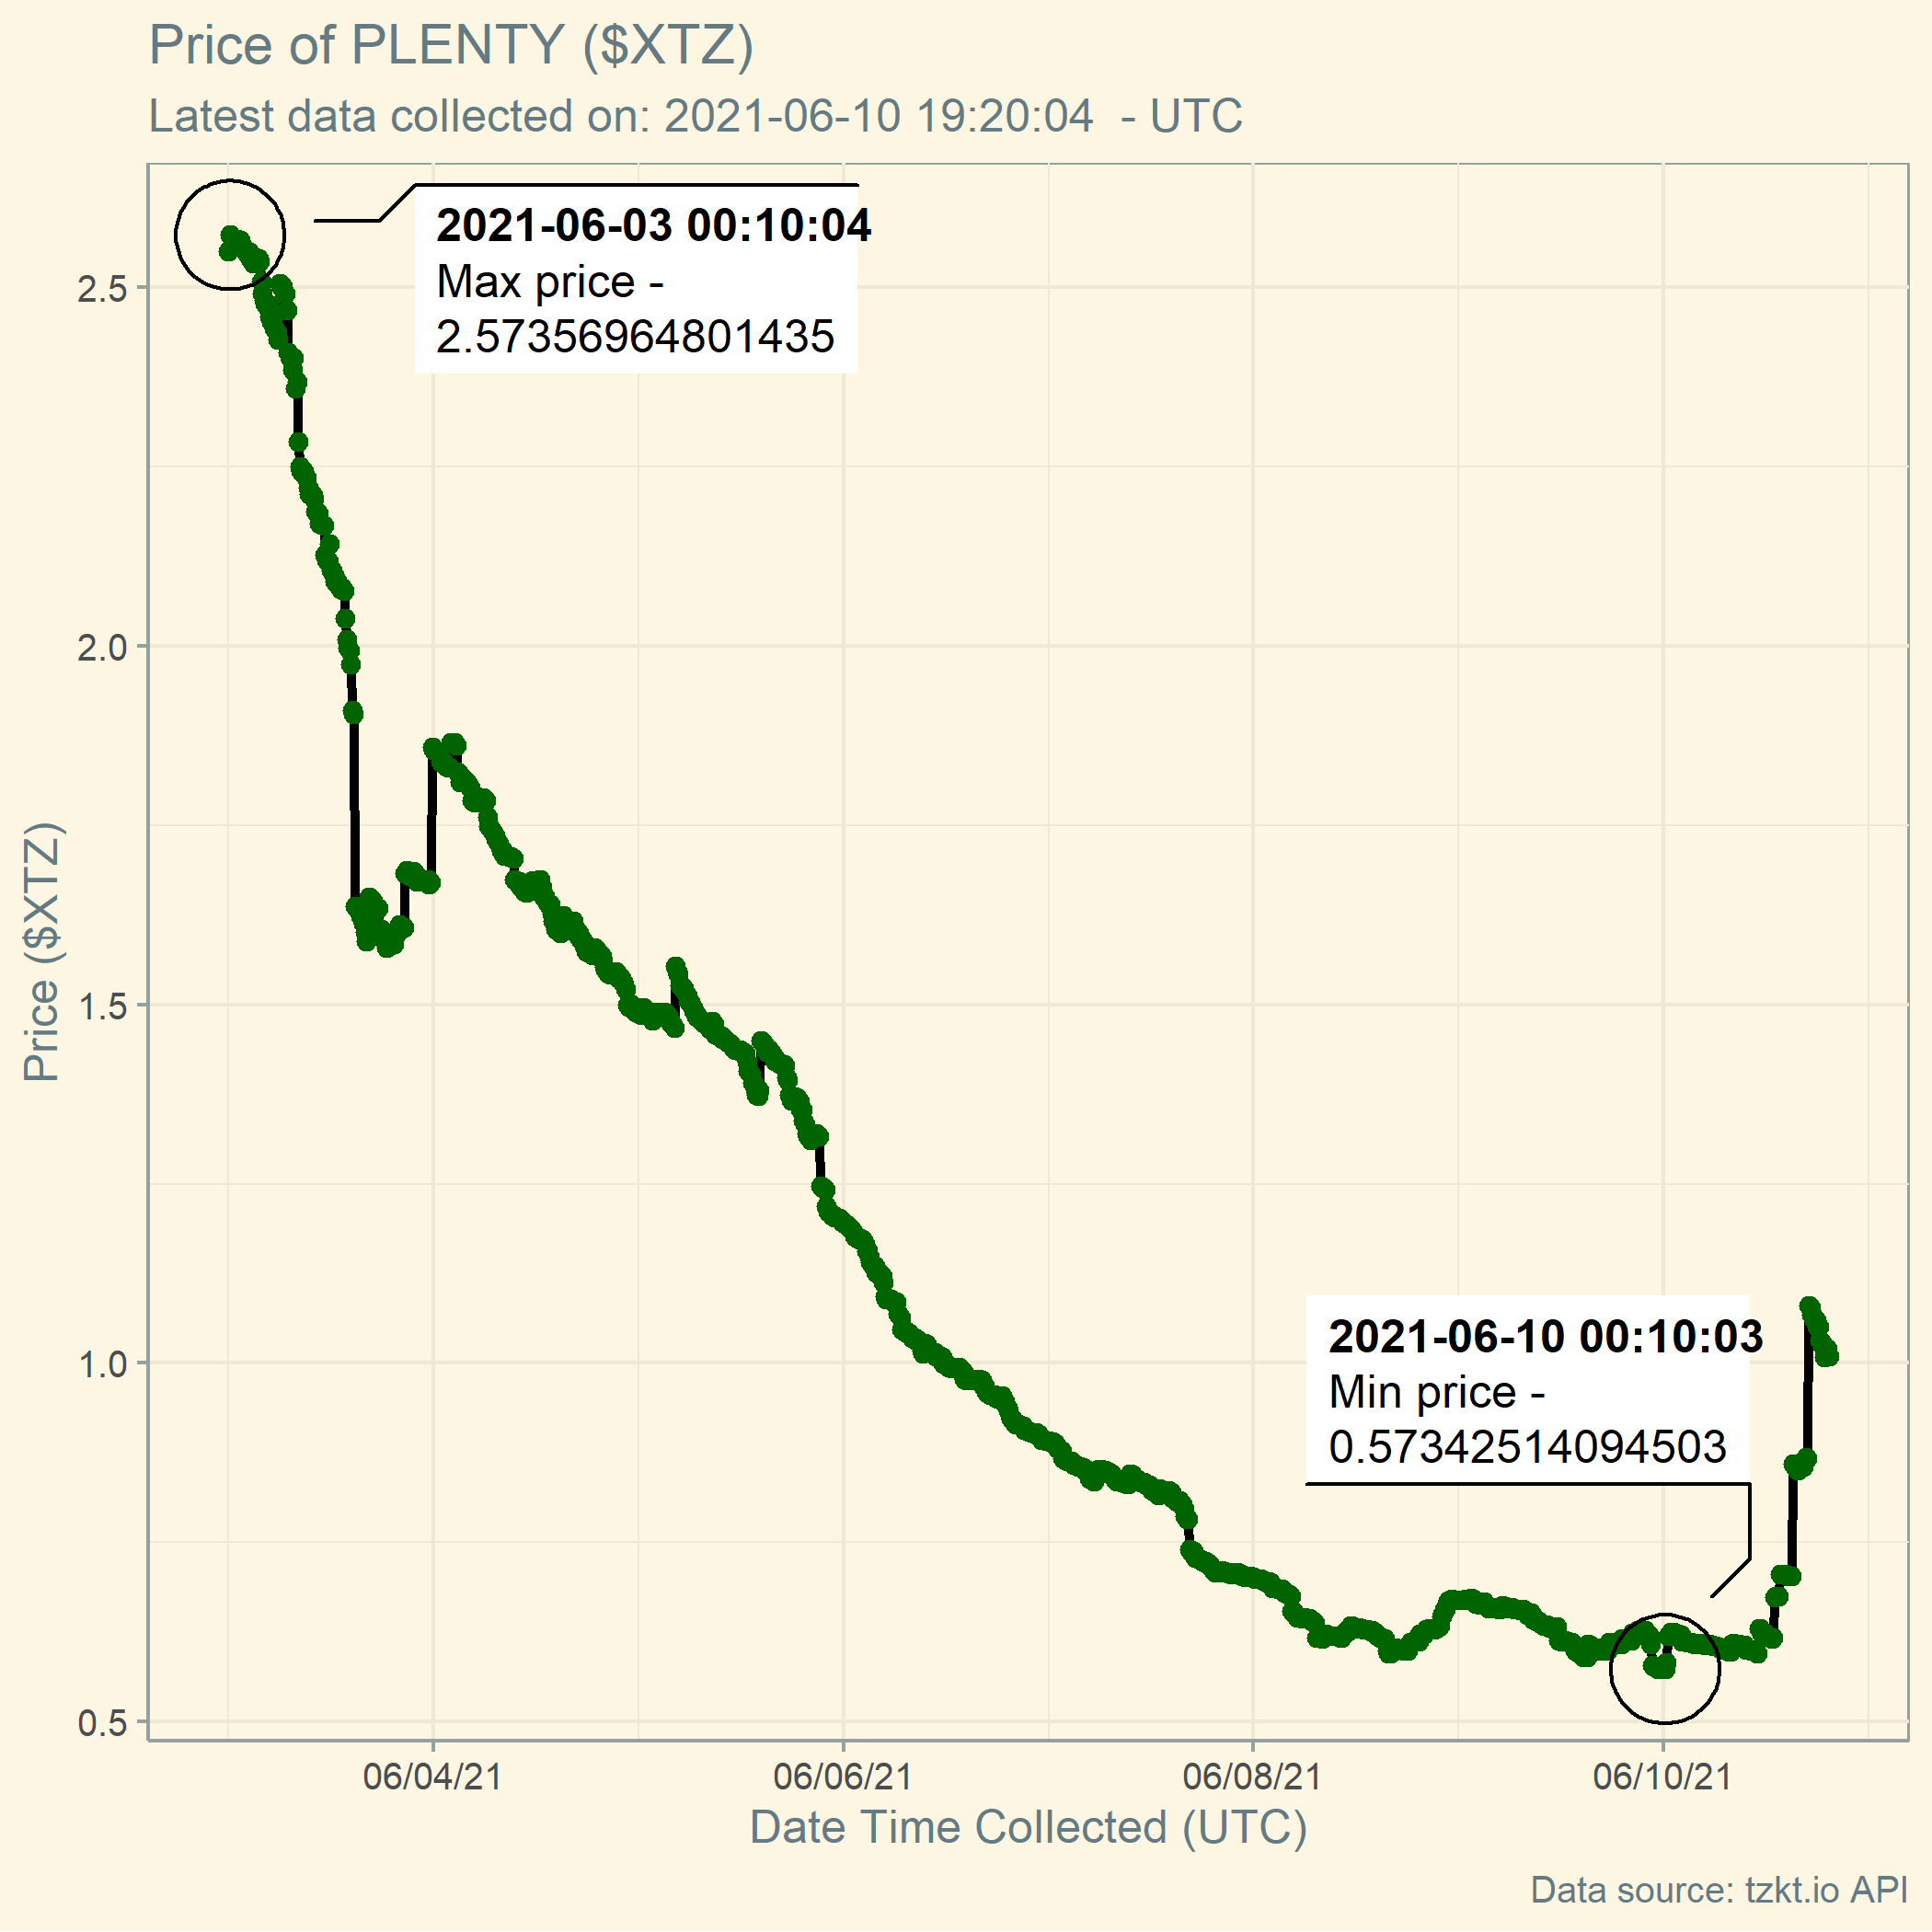 Price of PLENTY ($XTZ)
Latest data collected on: 2021-06-10 19:20:04  - UTC
2021-06-03 00:10:04
Max price -
2.57356964801435
2.5
2.0
1.5
1.0
0.5
Price ($XTZ)
2021-06-10 00:10:03
Min price -
0.57342514094503
06/04/21
06/06/21
06/08/21
06/10/21
Date Time Collected (UTC)
Data source: tzkt.io API